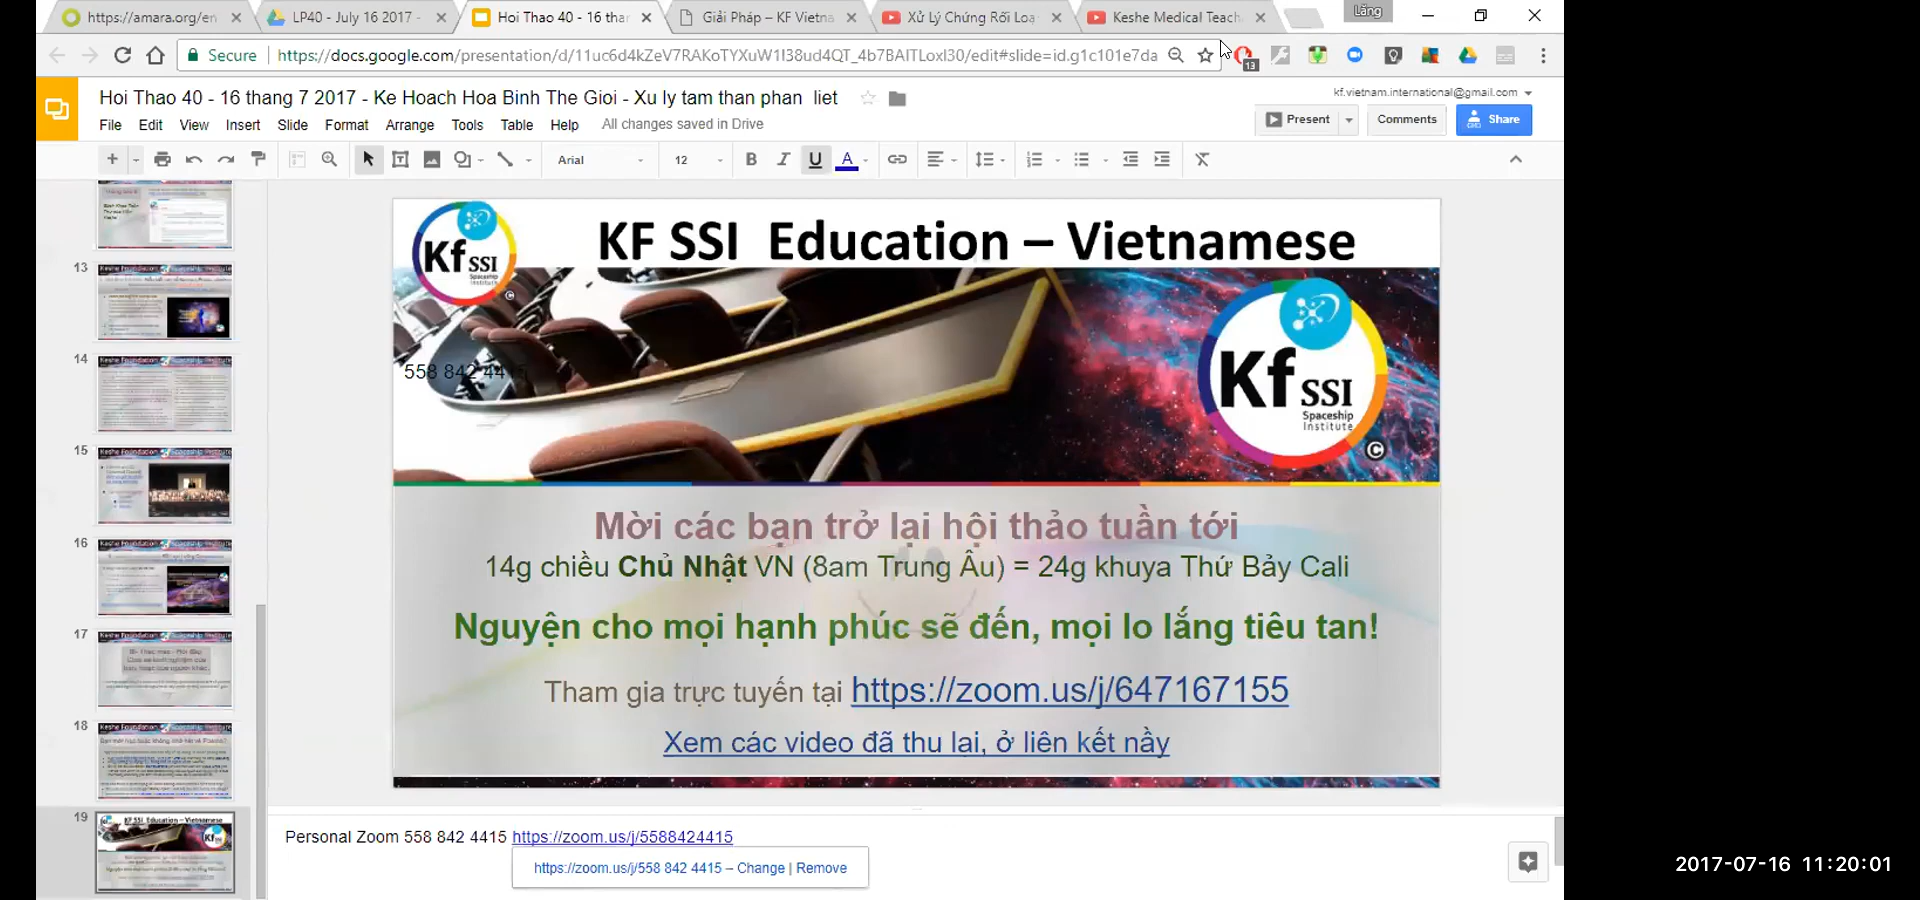 https://amara.org/en
LP40 - July 16 2017 -
Hoi Thao 40 - 16 thar
Giải Pháp – KF Vietna
Xử Lý Chứng Rối Loạ
Keshe Medical Teach
Lăng
Secure
https://docs.google.com/presentation/d/11uc6d4kZeV7RAKoTYXuW1I38ud4QT_4b7BAITLoxI30/edit#slide=id.g1c101e7da
13
Hoi Thao 40 - 16 thang 7 2017 - Ke Hoach Hoa Binh The Gioi - Xu ly tam than phan liet
kf.vietnam.international@gmail.com
File Edit View Insert Slide Format Arrange Tools Table Help All changes saved in Drive
Present Comments Share
Arial 12 B I U A
13
14
15
16
17
18
19
KF SSI Education – Vietnamese
Kf SSI
Spaceship
Institute
©
558 842 4415
Kf SSI
Spaceship
Institute
©
Mời các bạn trở lại hội thảo tuần tới
14g chiều Chủ Nhật VN (8am Trung Âu) = 24g khuya Thứ Bảy Cali
Nguyện cho mọi hạnh phúc sẽ đến, mọi lo lắng tiêu tan!
Tham gia trực tuyến tại https://zoom.us/j/647167155
Xem các video đã thu lại, ở liên kết nầy
Personal Zoom 558 842 4415 https://zoom.us/j/5588424415
https://zoom.us/j/558 842 4415 – Change | Remove
2017-07-16 11:20:01